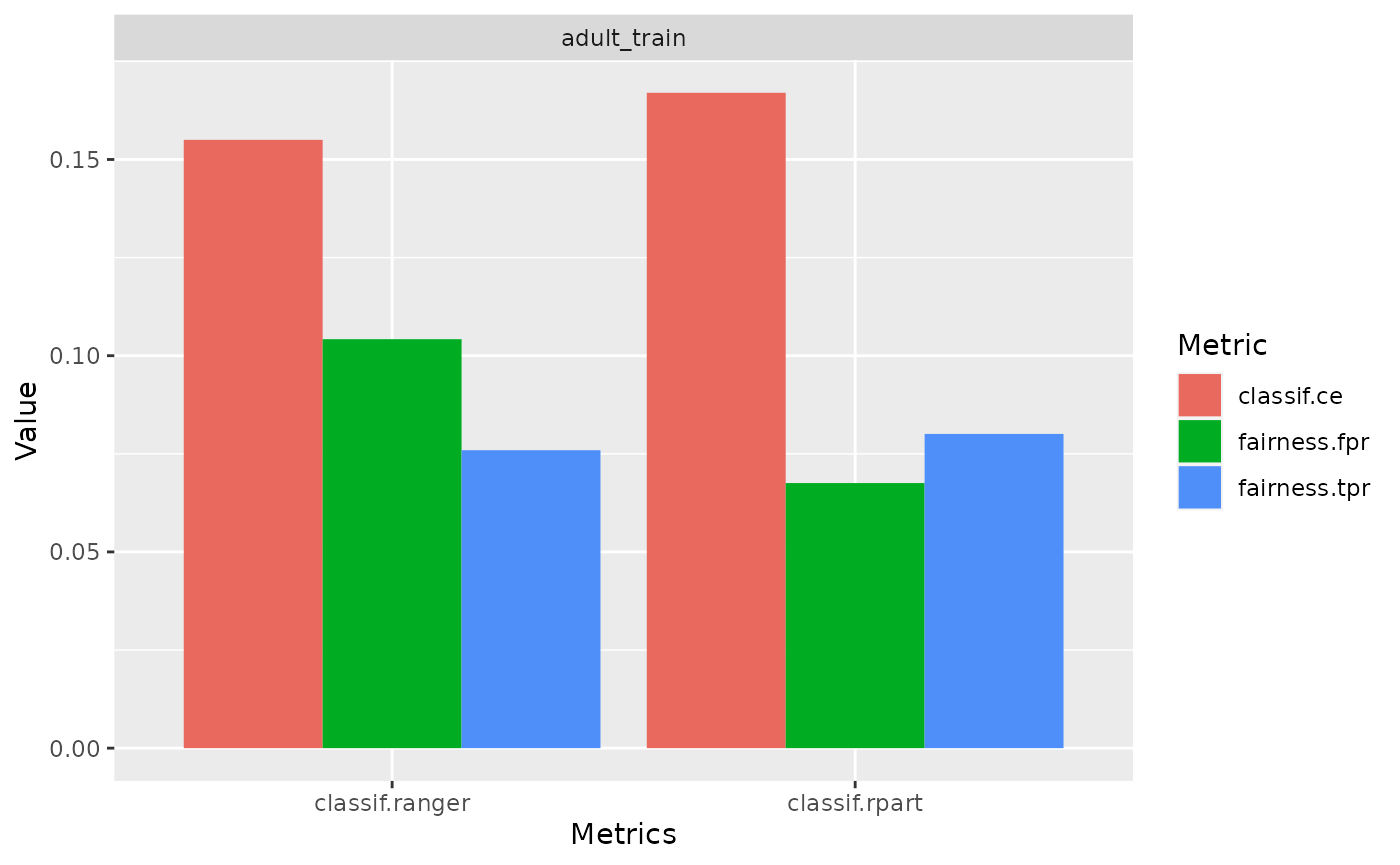 adult_train
0.15
0.10
0.05
0.00
Value
classif.ranger
classif.rpart
Metrics
Metric
classif.ce
fairness.fpr
fairness.tpr